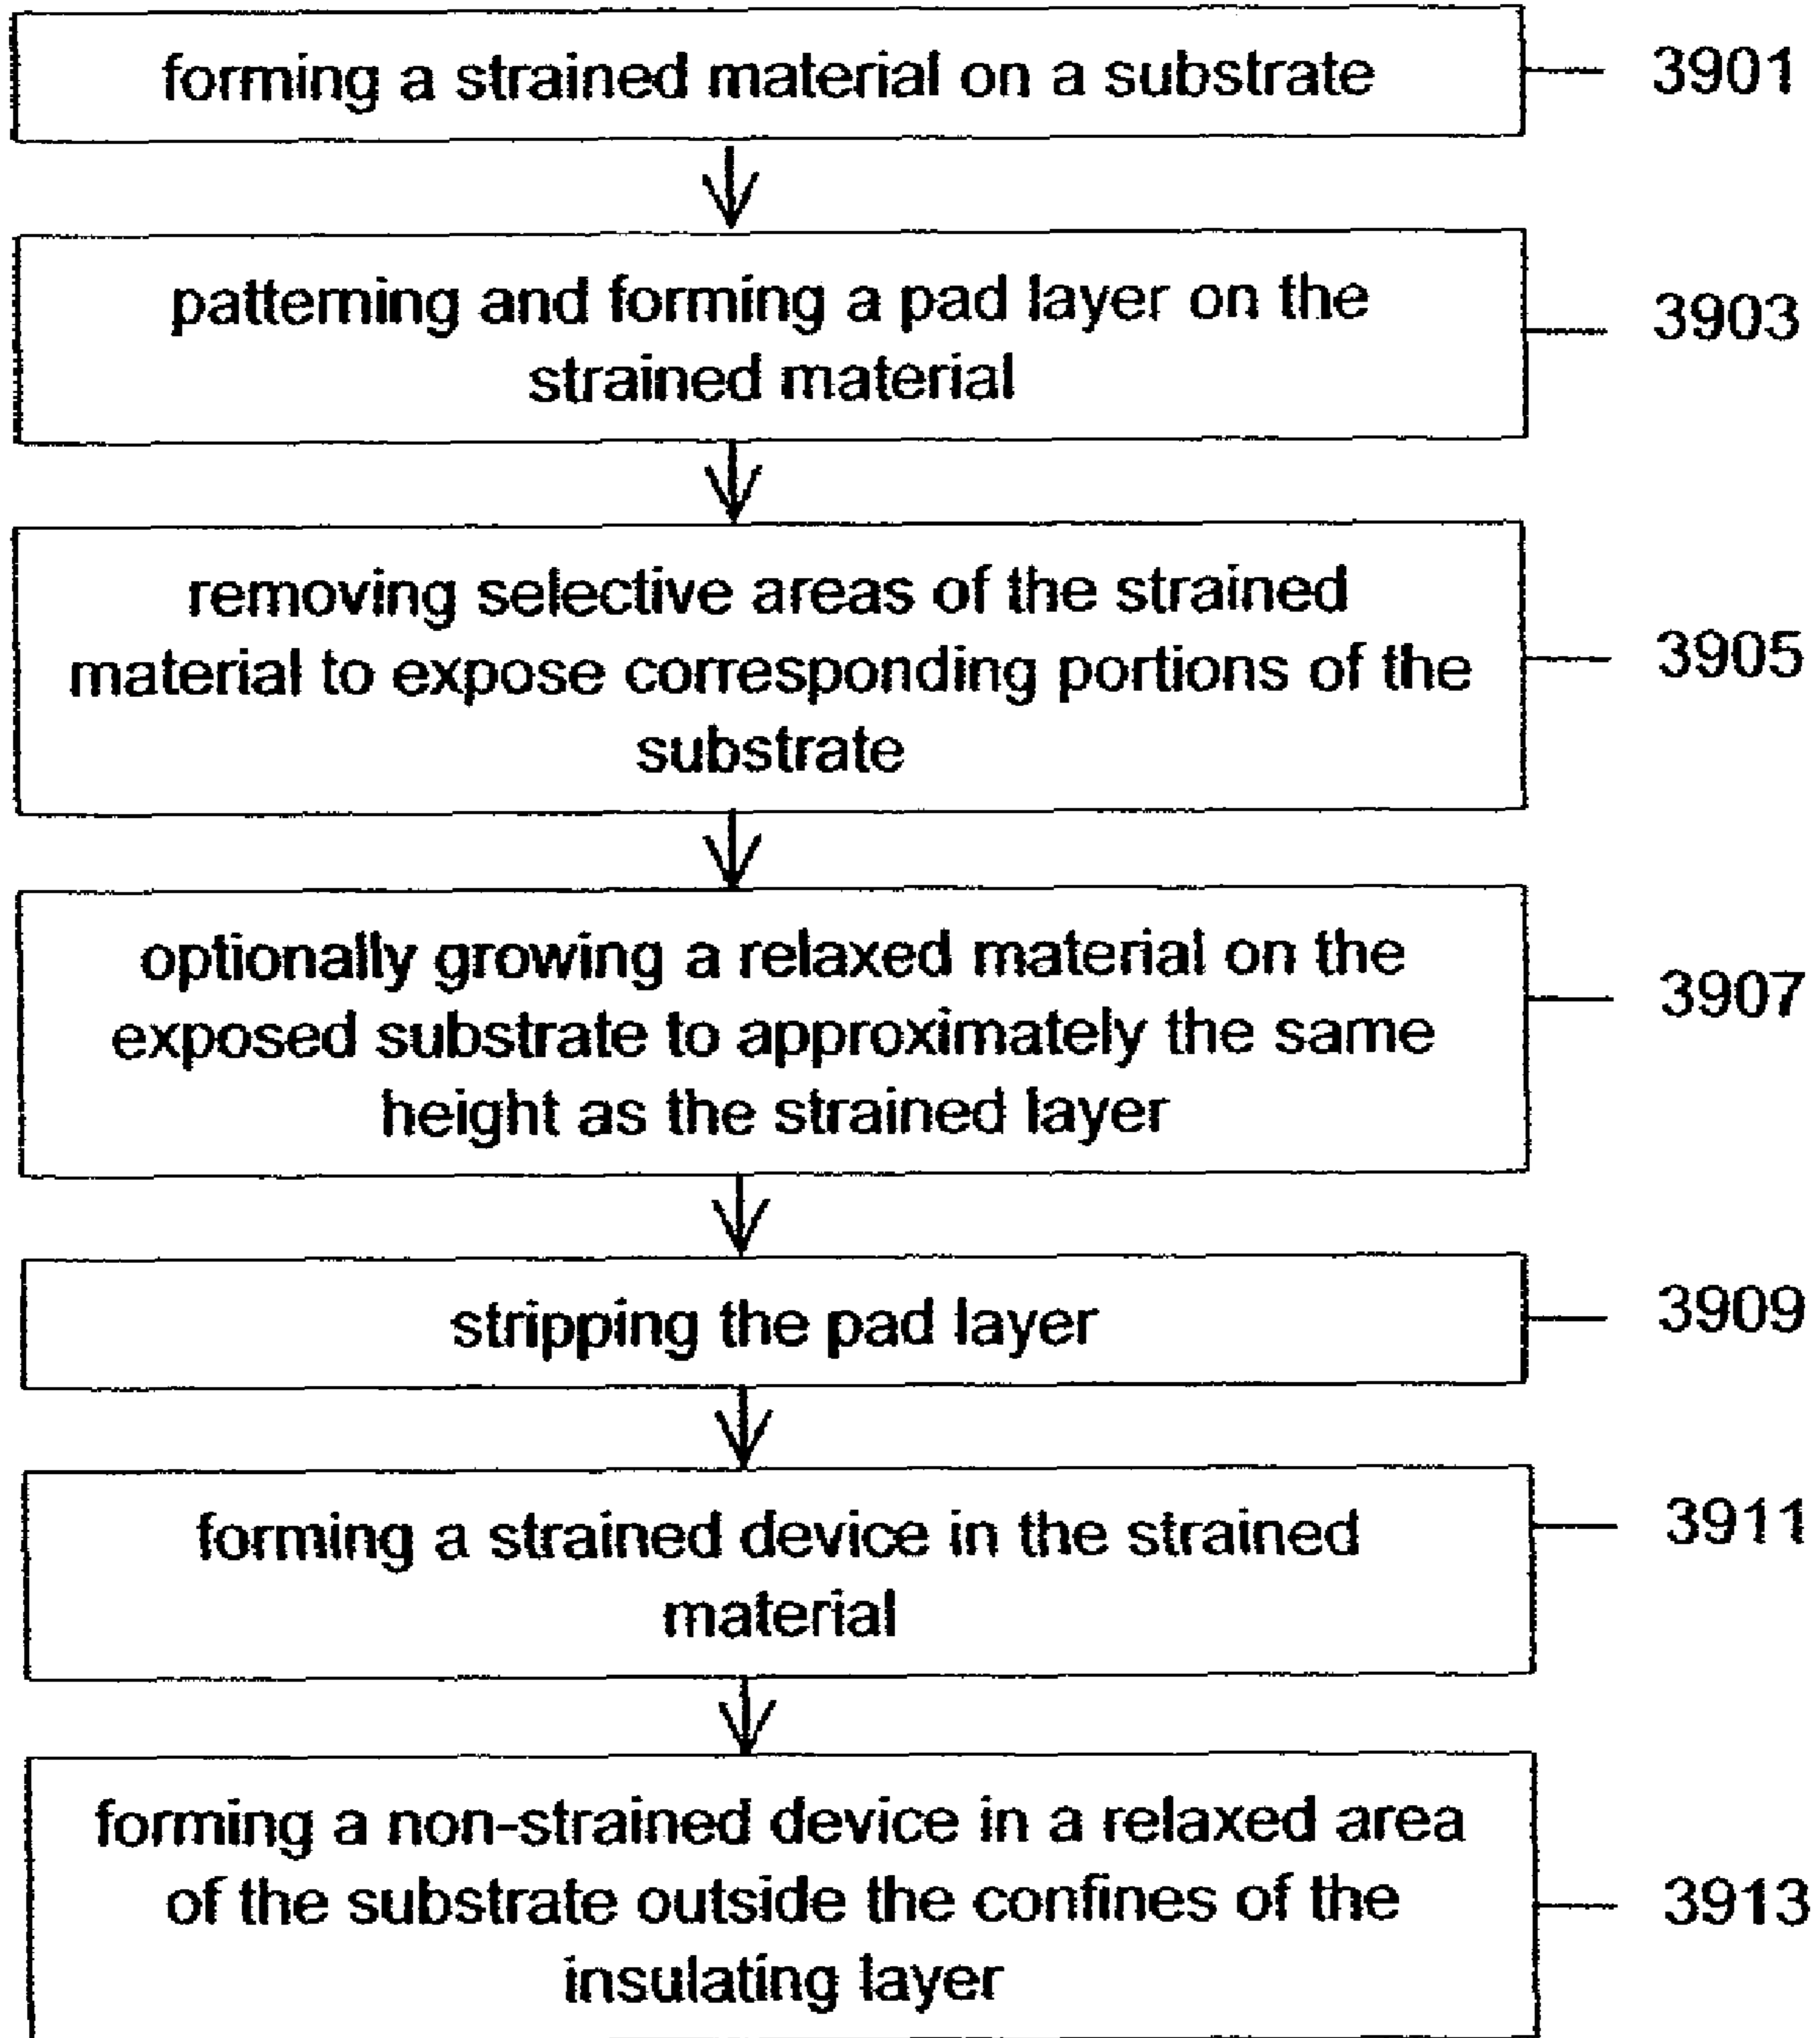 forming a strained material on a substrate
3901
patterning and forming a pad layer on the
strained material
3903
removing selective areas of the strained
material to expose corresponding portions of the
substrate
3905
optionally growing a relaxed material on the
exposed substrate to approximately the same
height as the strained layer
3907
stripping the pad layer
3909
forming a strained device in the strained
material
3911
forming a non-strained device in a relaxed area
of the substrate outside the confines of the
insulating layer
3913